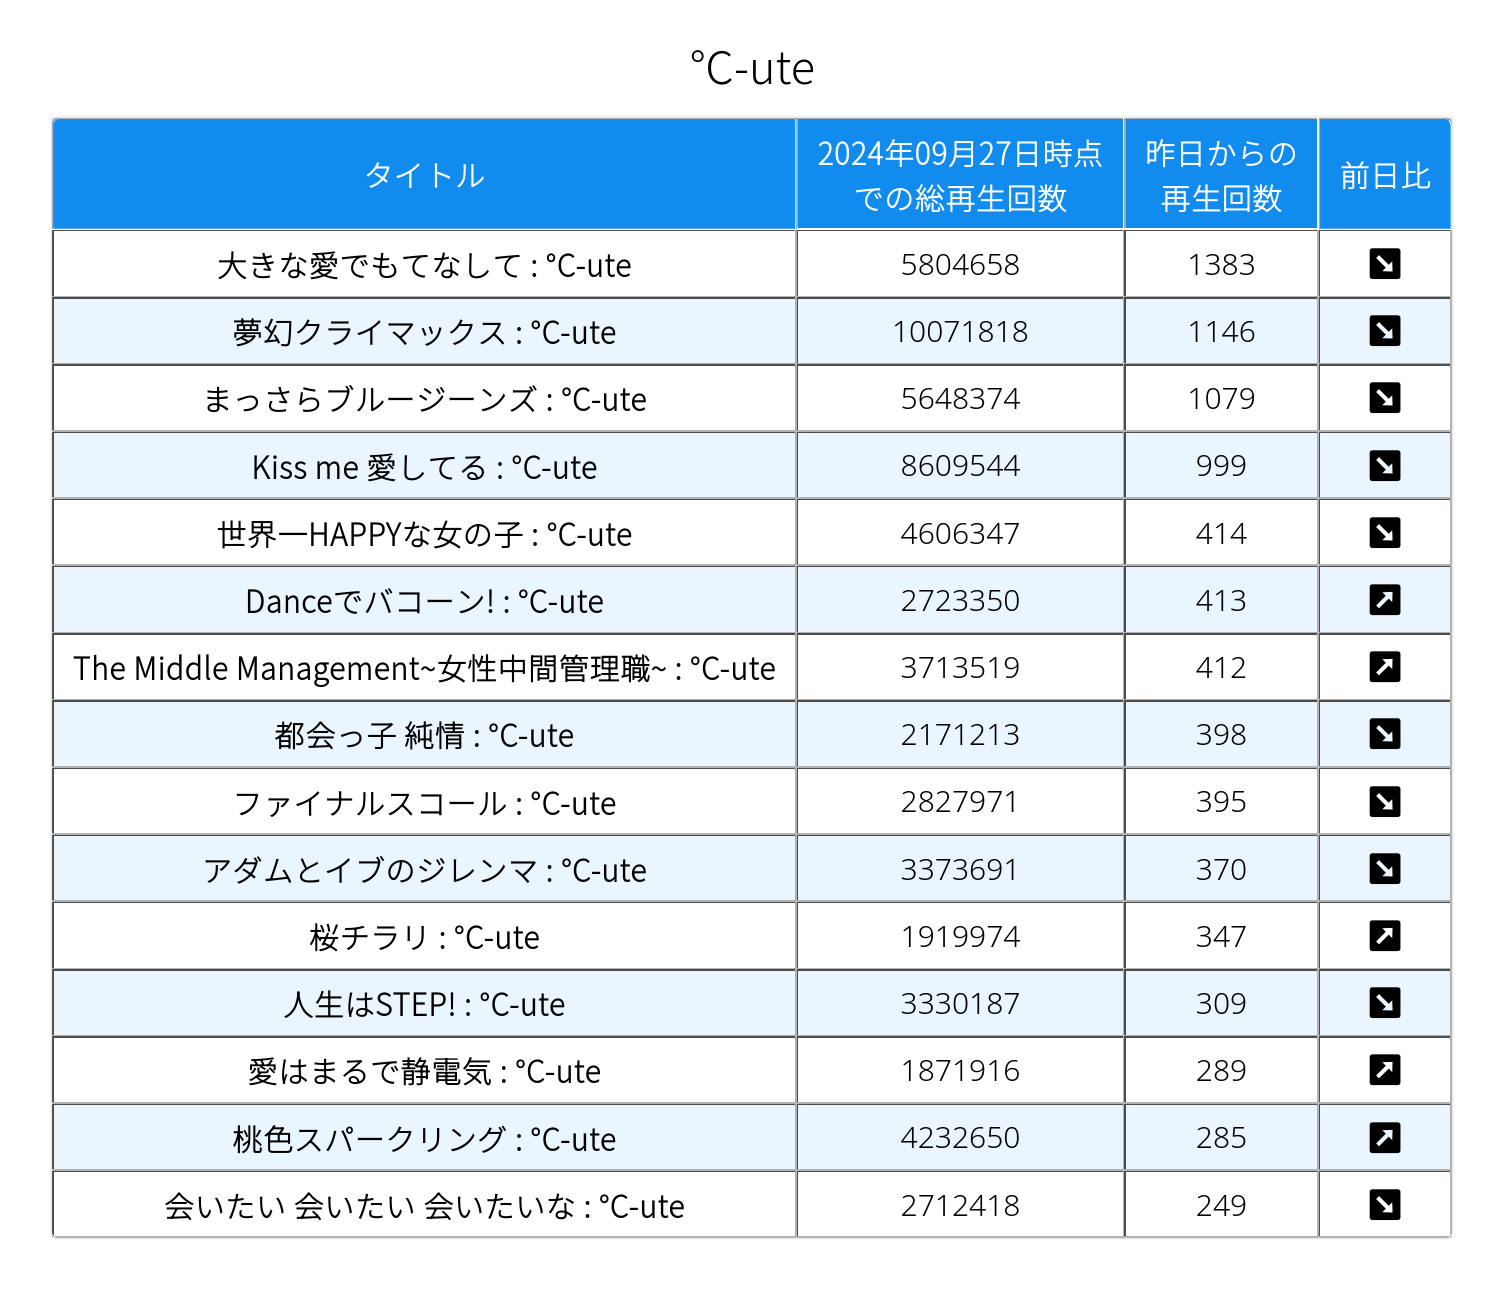 ℃-ute
タイトル
2024年09月27日時点
での総再生回数
昨日からの
再生回数
前日比
大きな愛でもてなして : ℃-ute 5804658 1383 ↘
夢幻クライマックス : ℃-ute 10071818 1146 ↘
まっさらブルージーンズ : ℃-ute 5648374 1079 ↘
Kiss me 愛してる : ℃-ute 8609544 999 ↘
世界一HAPPYな女の子 : ℃-ute 4606347 414 ↘
Danceでバコーン! : ℃-ute 2723350 413 ↗
The Middle Management~女性中間管理職~ : ℃-ute 3713519 412 ↗
都会っ子 純情 : ℃-ute 2171213 398 ↘
ファイナルスコール : ℃-ute 2827971 395 ↘
アダムとイブのジレンマ : ℃-ute 3373691 370 ↘
桜チラリ : ℃-ute 1919974 347 ↗
人生はSTEP! : ℃-ute 3330187 309 ↘
愛はまるで静電気 : ℃-ute 1871916 289 ↗
桃色スパークリング : ℃-ute 4232650 285 ↗
会いたい 会いたい 会いたいな : ℃-ute 2712418 249 ↘